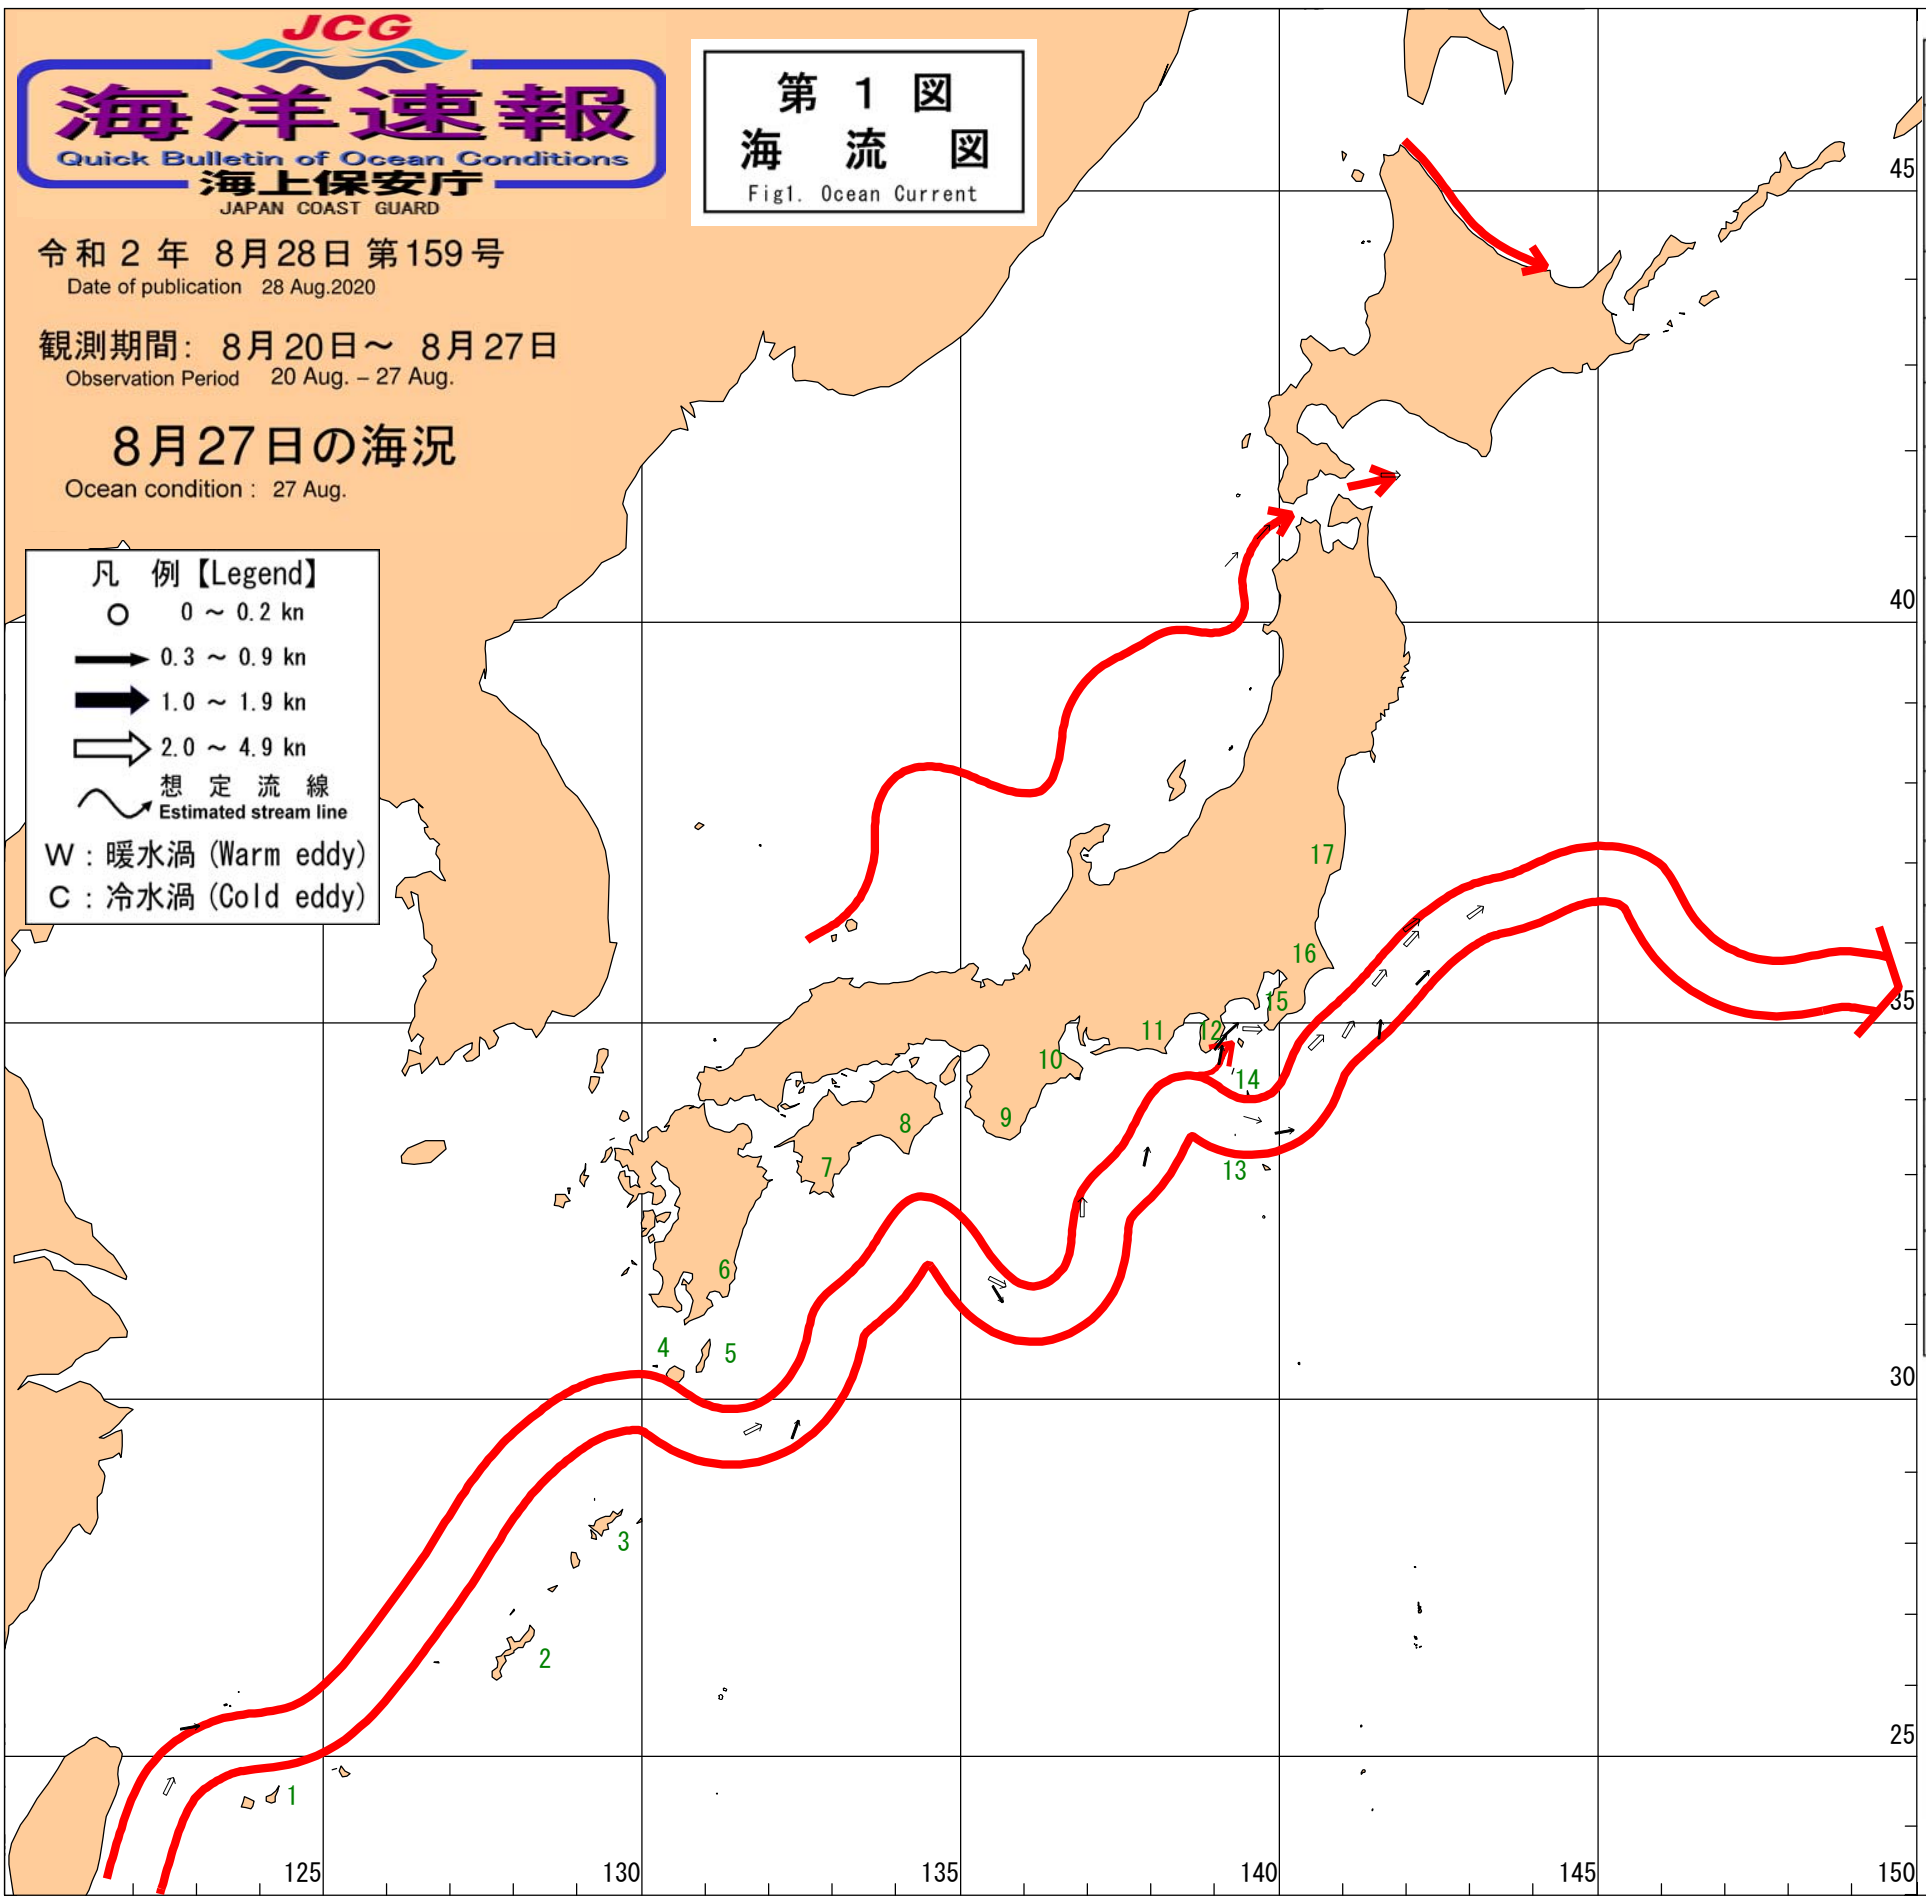 JCG
海洋速報
Quick Bulletin of Ocean Conditions
海上保安庁
JAPAN COAST GUARD
第 1 図
海 流 図
Fig1. Ocean Current
令和 2 年 8月28日 第159号
Date of publication 28 Aug.2020
観測期間: 8月20日～ 8月27日
Observation Period 20 Aug. – 27 Aug.
8月27日の海況
Ocean condition : 27 Aug.
凡 例【Legend】
0 ～ 0.2 kn
0.3 ～ 0.9 kn
1.0 ～ 1.9 kn
2.0 ～ 4.9 kn
想 定 流 線
Estimated stream line
W : 暖水渦 (Warm eddy)
C : 冷水渦 (Cold eddy)
45
40
17
16
35
15
12
11
10
14
9
8
7
13
6
4
5
30
3
2
25
1
125
130
135
140
145
150